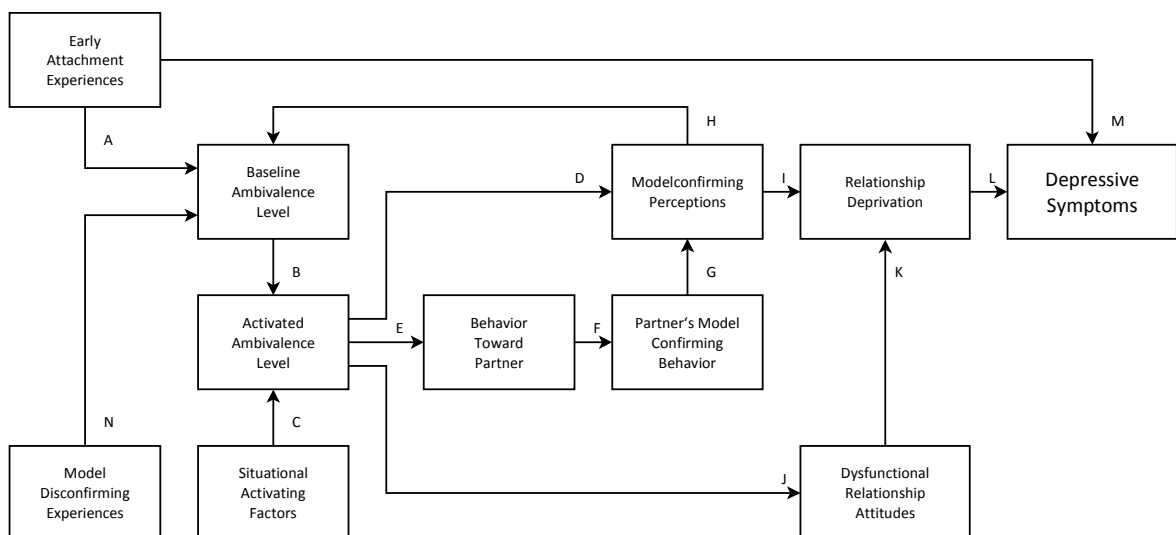 Early
Attachment
Experiences
A
H
M
Baseline
Ambivalence
Level
D
Modelconfirming
Perceptions
I
Relationship
Deprivation
L
Depressive
Symptoms
B
G
K
Activated
Ambivalence
Level
E
Behavior
Toward
Partner
F
Partner‘s Model
Confirming
Behavior
N
C
Model
Disconfirming
Experiences
Situational
Activating
Factors
J
Dysfunctional
Relationship
Attitudes